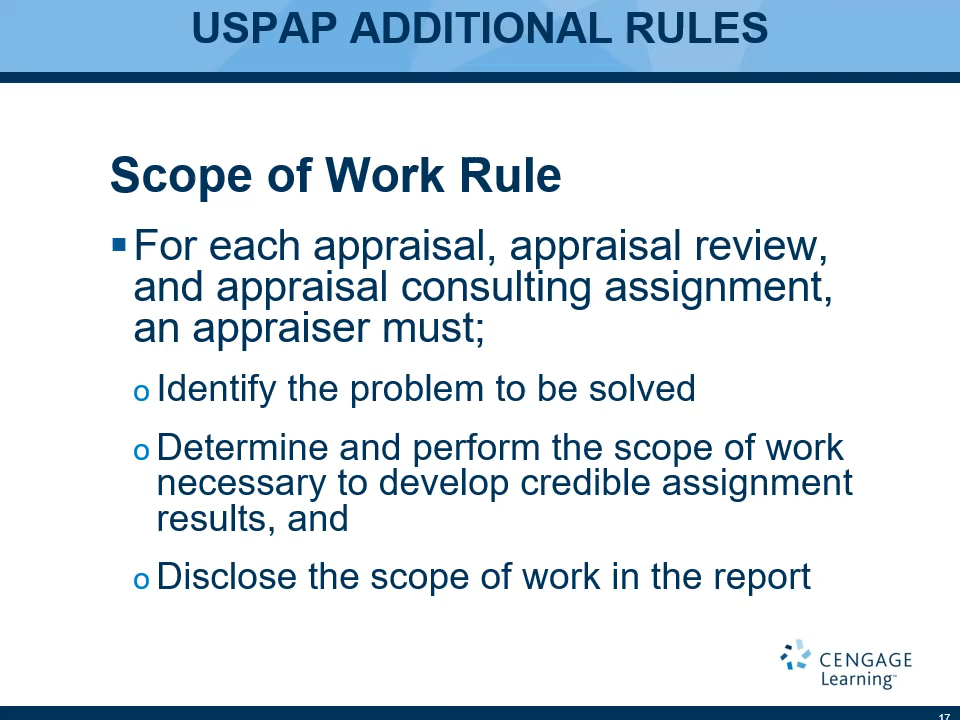 USPAP ADDITIONAL RULES
Scope of Work Rule
▪ For each appraisal, appraisal review,
and appraisal consulting assignment,
an appraiser must;
o Identify the problem to be solved
o Determine and perform the scope of work
necessary to develop credible assignment
results, and
o Disclose the scope of work in the report
CENGAGE
Learning™
17